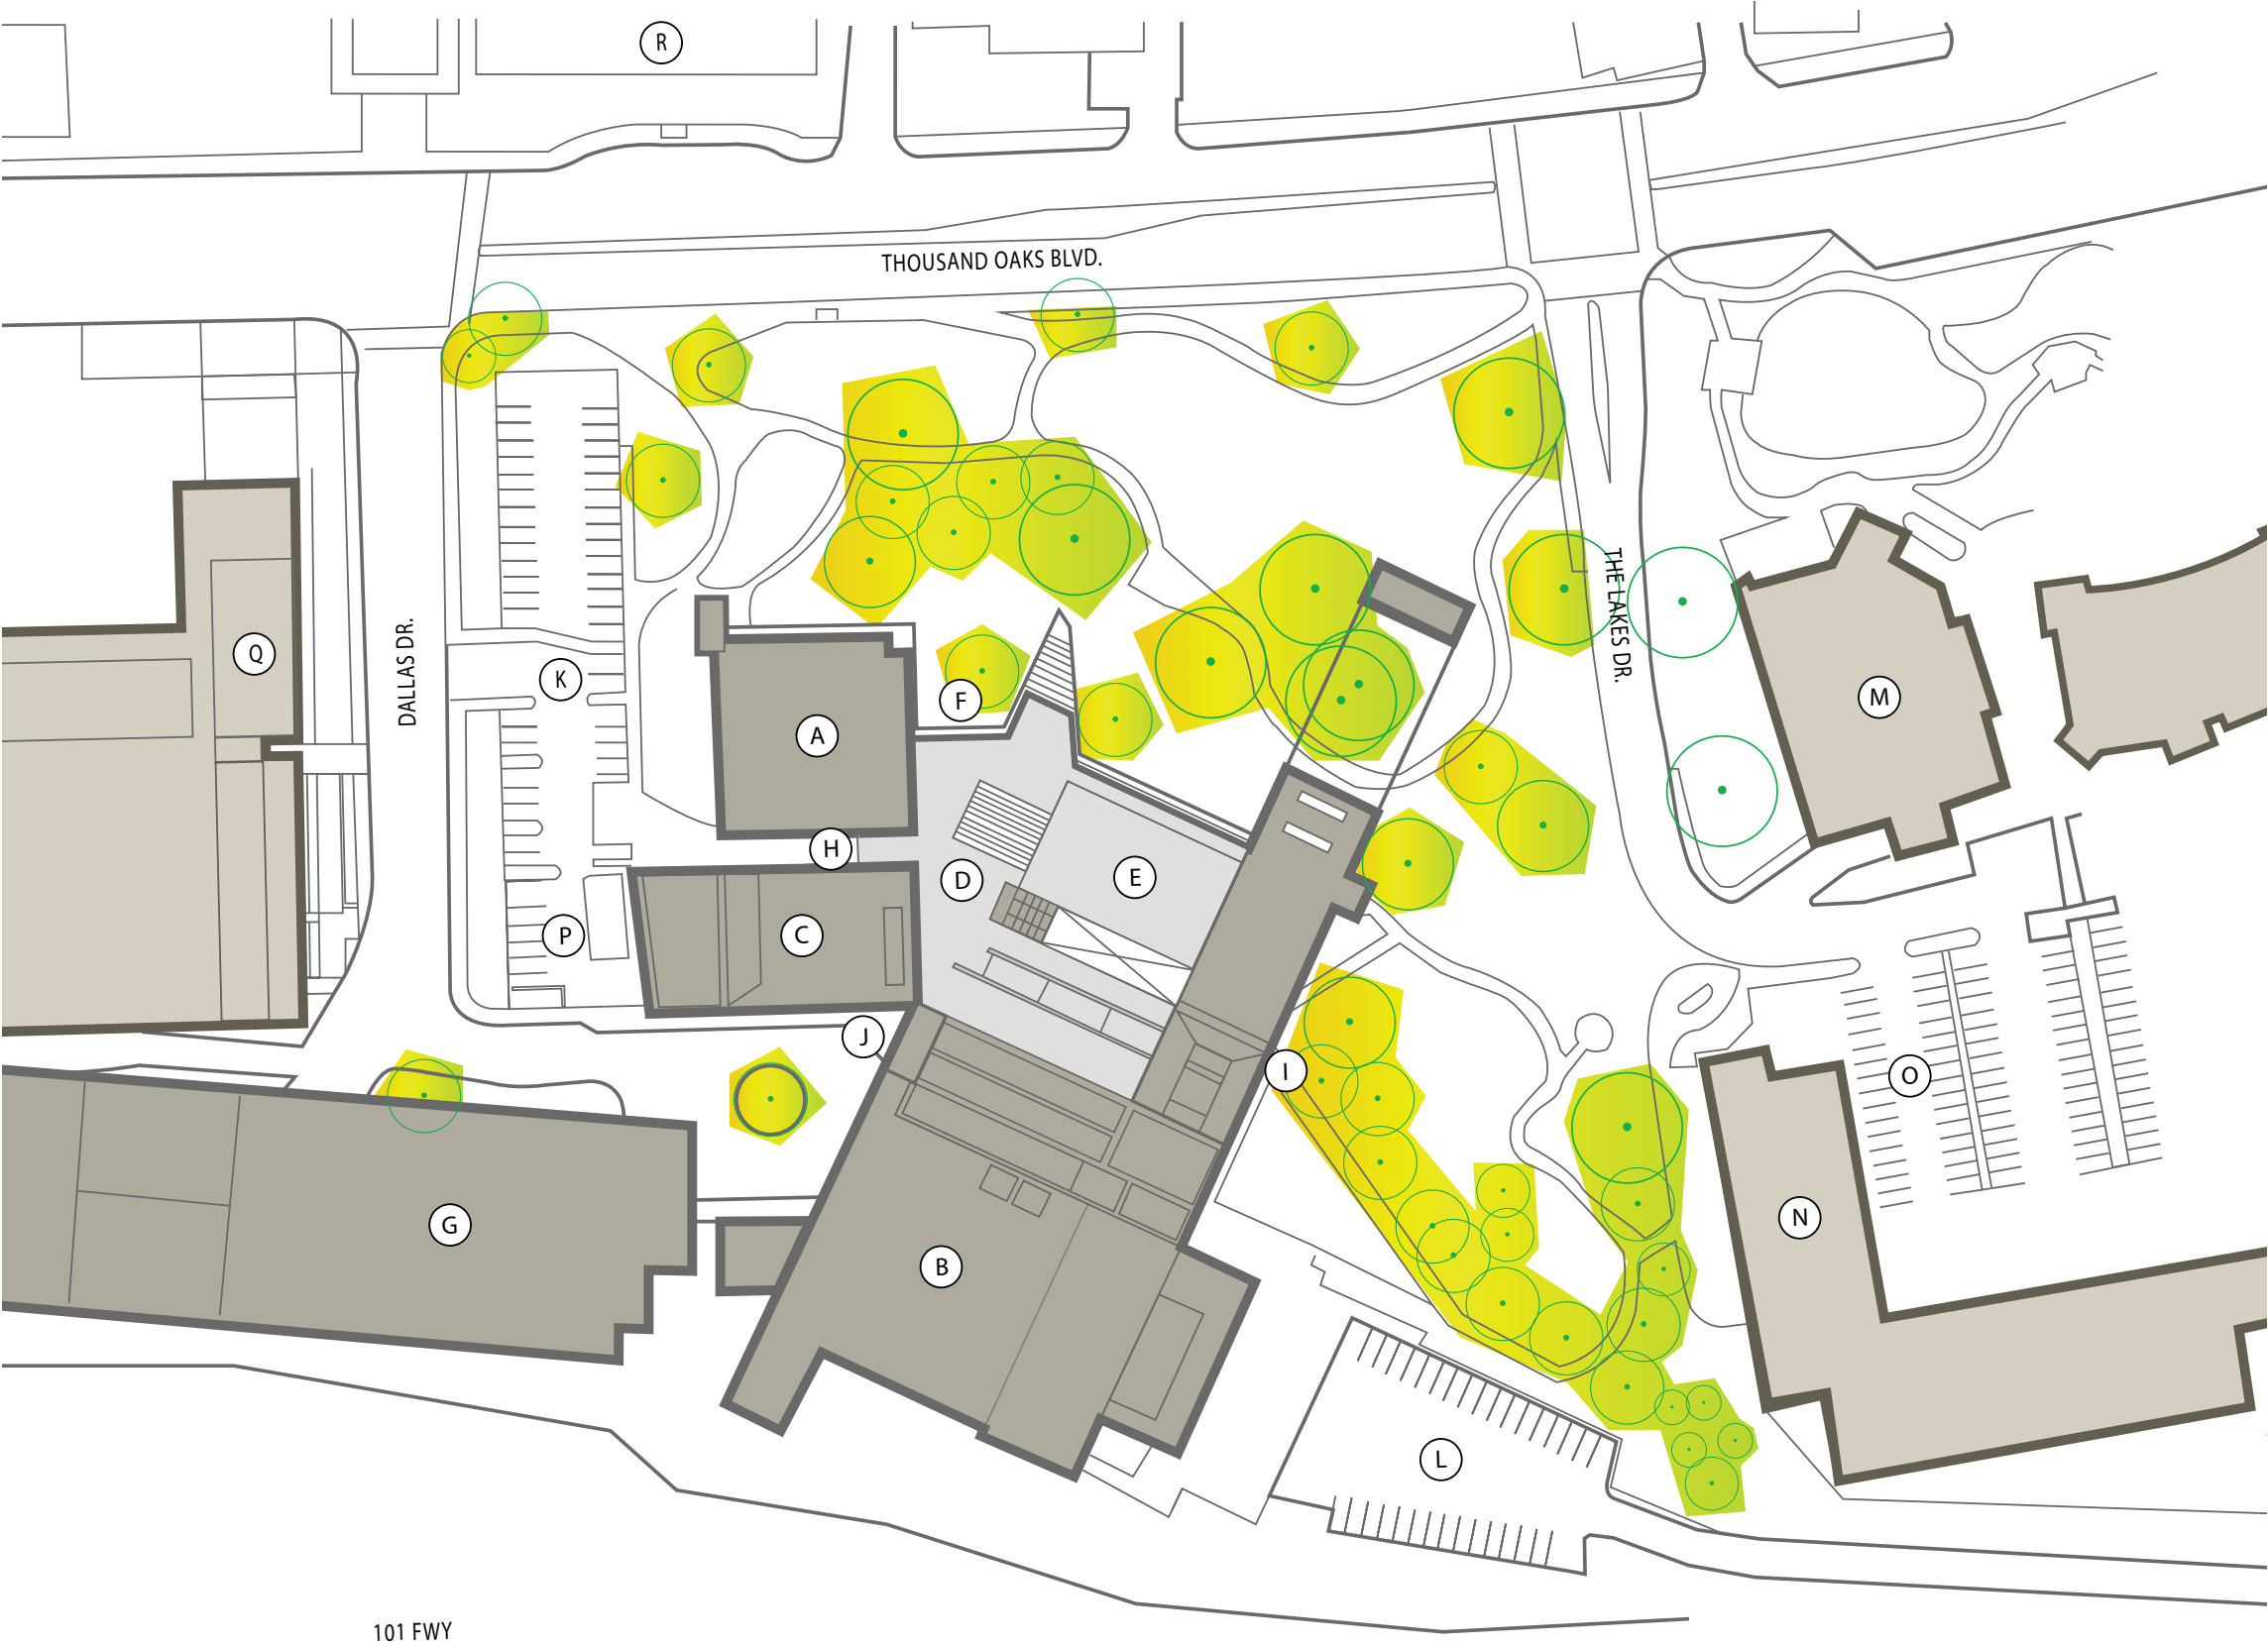 R
THOUSAND OAKS BLVD.
THE LAKES DR.
DALLAS DR.
Q
K
F
A
M
H
D
E
P
C
J
I
O
G
N
B
L
101 FWY